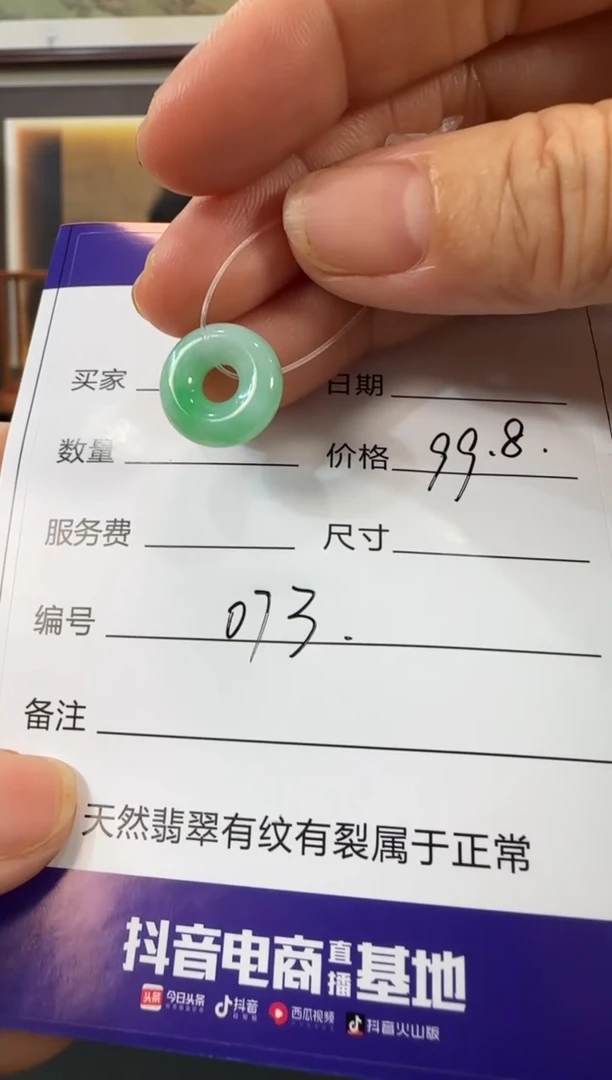 买家 日期
数量 价格 99.8.
服务费 尺寸
编号 073.
备注
天然翡翠有纹有裂属于正常
抖音电商直播基地
头条 今日头条 抖音 西瓜视频 抖音火山版